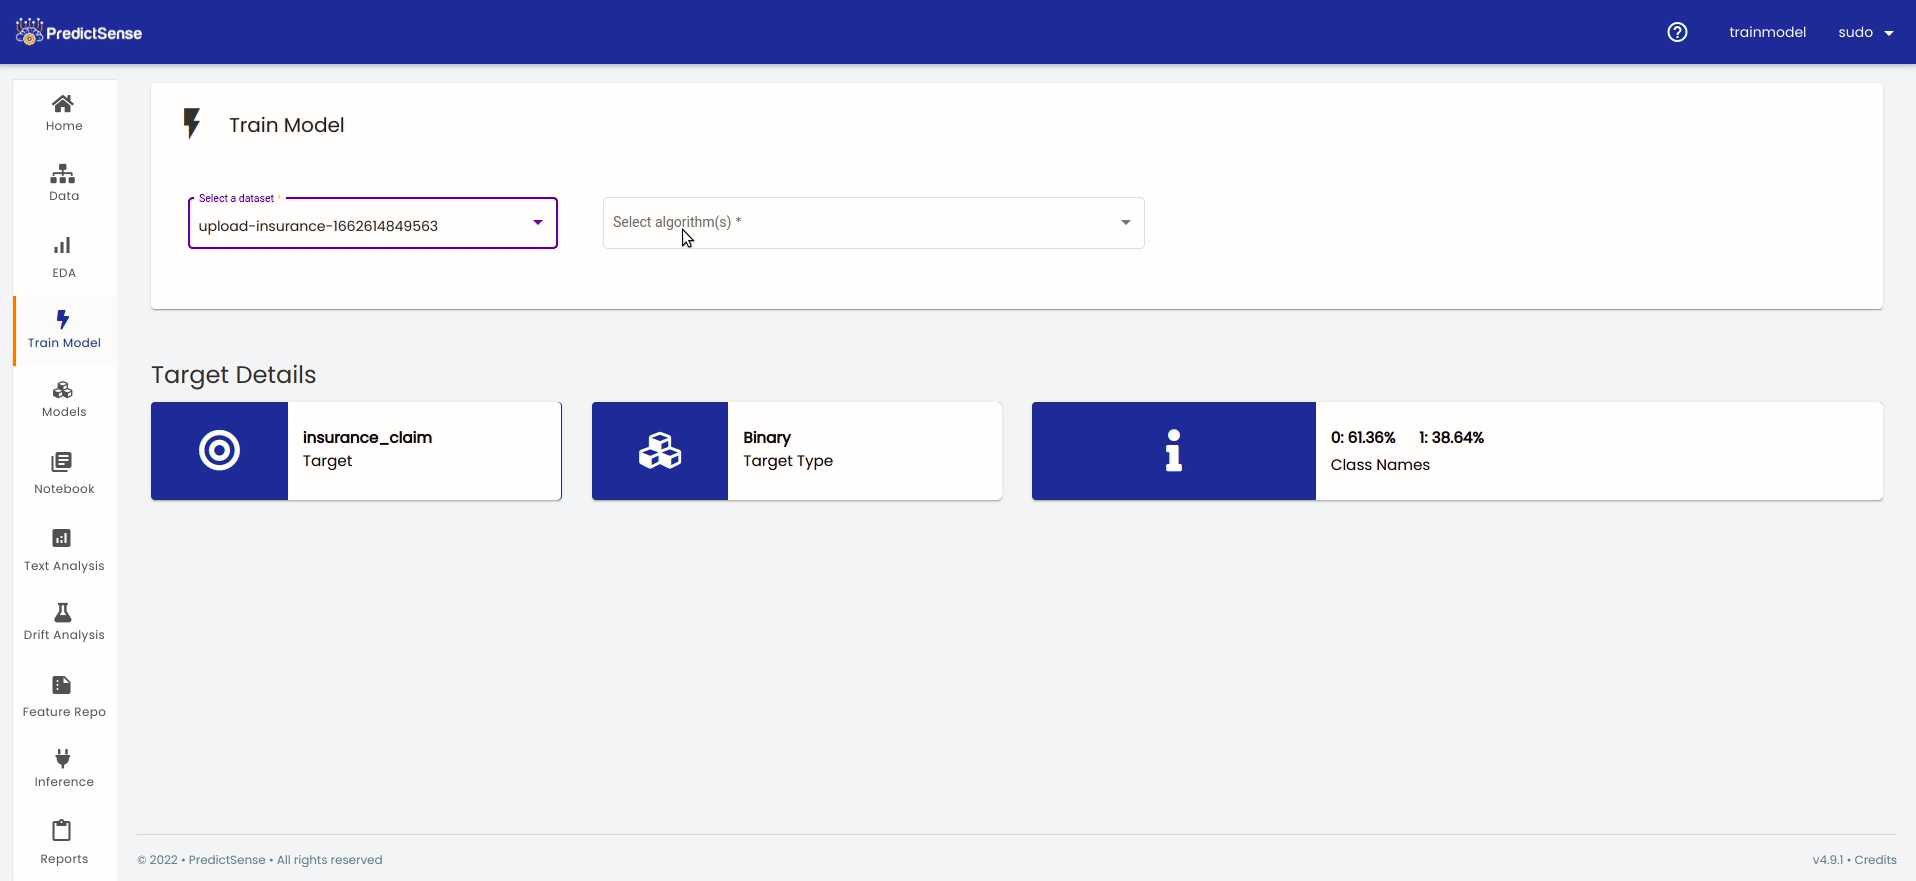 PredictSense
trainmodel
sudo
Home
Data
EDA
Train Model
Models
Notebook
Text Analysis
Drift Analysis
Feature Repo
Inference
Reports
Train Model
Select a dataset *
upload-insurance-1662614849563
Select algorithm(s) *
Target Details
insurance_claim
Target
Binary
Target Type
0: 61.36% 1: 38.64%
Class Names
© 2022 • PredictSense • All rights reserved
v4.9.1 • Credits